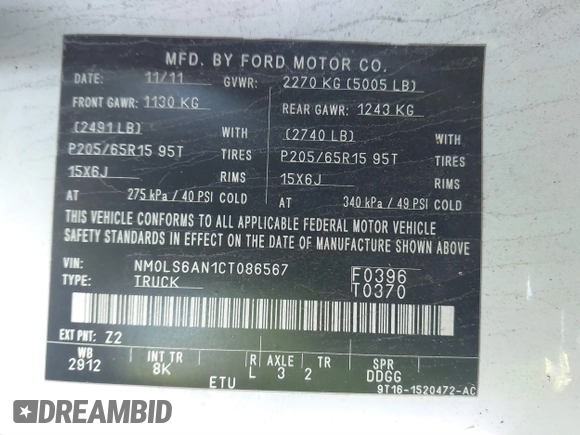 MFD. BY FORD MOTOR CO.
DATE: 11/11 GVWR: 2270 KG (5005 LB)
FRONT GAWR: 1130 KG REAR GAWR: 1243 KG
(2491 LB) WITH (2740 LB) WITH
P205/65R15 95T TIRES P205/65R15 95T TIRES
15X6J RIMS 15X6J RIMS
AT 275 kPa / 40 PSI COLD AT 340 kPa / 49 PSI COLD
THIS VEHICLE CONFORMS TO ALL APPLICABLE FEDERAL MOTOR VEHICLE
SAFETY STANDARDS IN EFFECT ON THE DATE OF MANUFACTURE SHOWN ABOVE
VIN: NM0LS6AN1CT086567 F0396
TYPE: TRUCK T0370
EXT PNT: Z2
WB INT TR R AXLE TR SPR
2912 8K L 3 2 DDGG
ETU 9T16-1520472-AC
DREAMBID